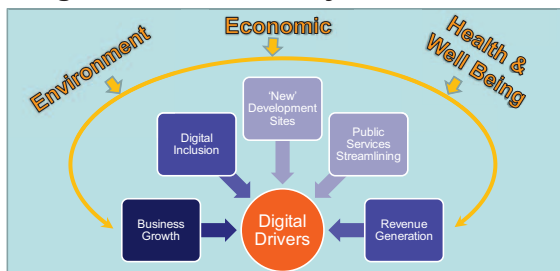 Economic
Environment
Health &
Well Being
'New'
Development
Sites
Digital
Inclusion
Public
Services
Streamlining
Business
Growth
Digital
Drivers
Revenue
Generation